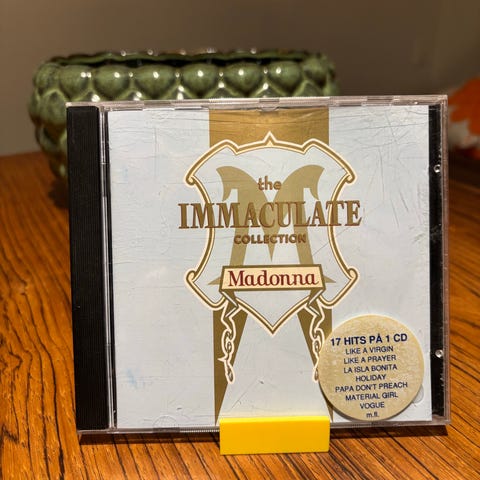 the
IMMACULATE
COLLECTION
Madonna
17 HITS PÅ 1 CD
LIKE A VIRGIN
LIKE A PRAYER
LA ISLA BONITA
HOLIDAY
PAPA DON'T PREACH
MATERIAL GIRL
VOGUE
m.fl.